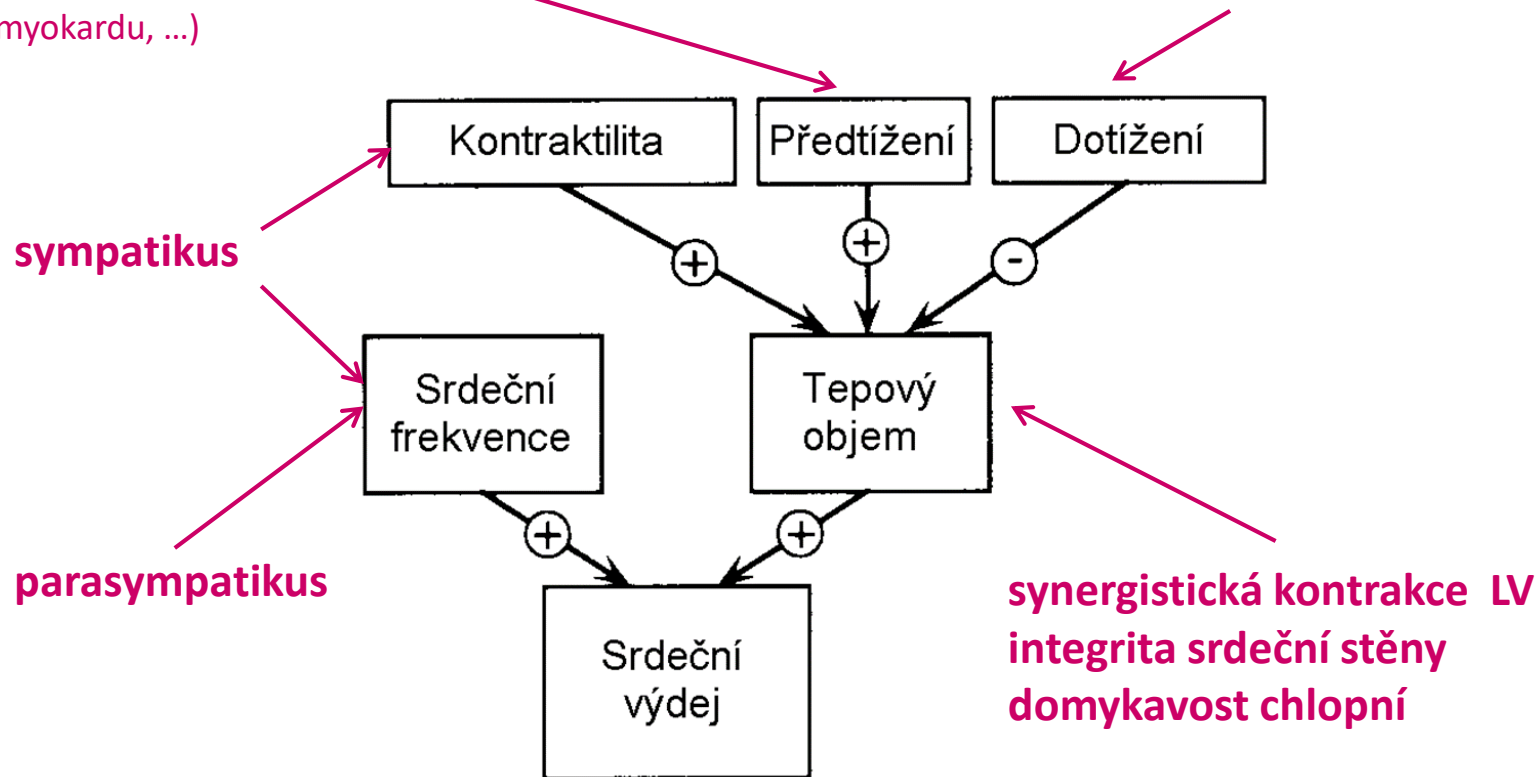 myokardu, …)
Kontraktilita
Předtížení
Dotížení
sympatikus
+
+
-
Srdeční
frekvence
Tepový
objem
+
+
parasympatikus
synergistická kontrakce LV
integrita srdeční stěny
domykavost chlopní
Srdeční
výdej